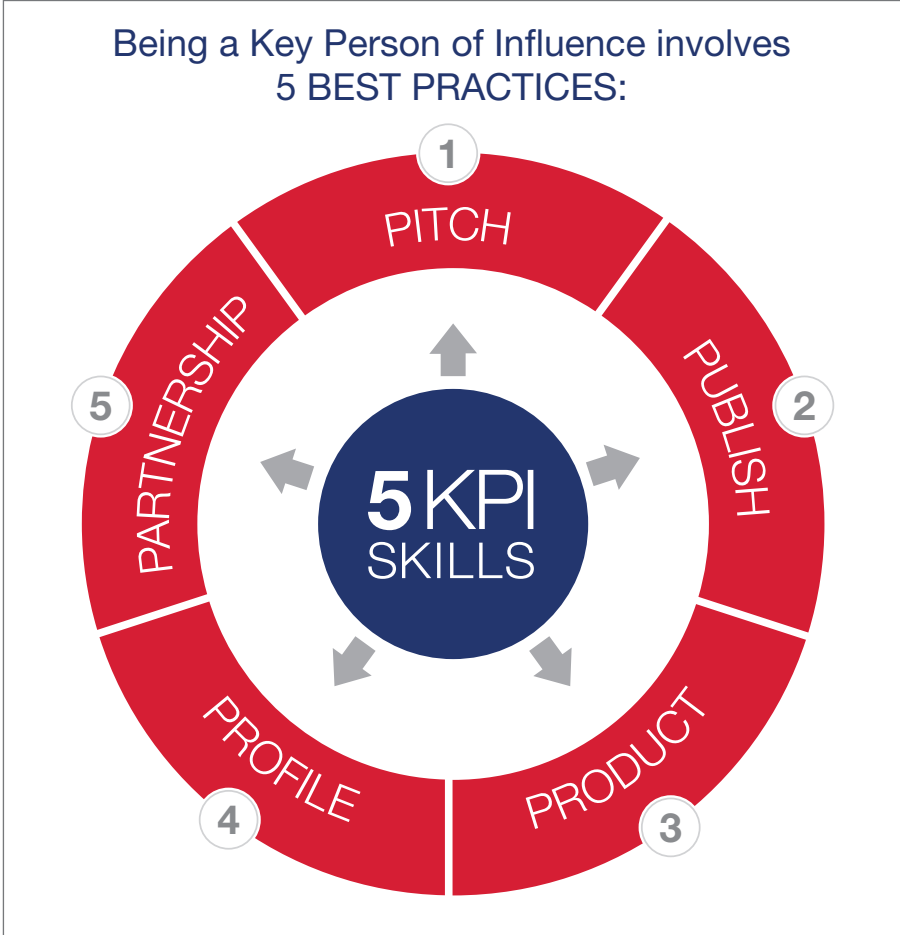 Being a Key Person of Influence involves
5 BEST PRACTICES:
1
PITCH
2
PUBLISH
3
PRODUCT
4
PROFILE
5
PARTNERSHIP
5 KPI
SKILLS